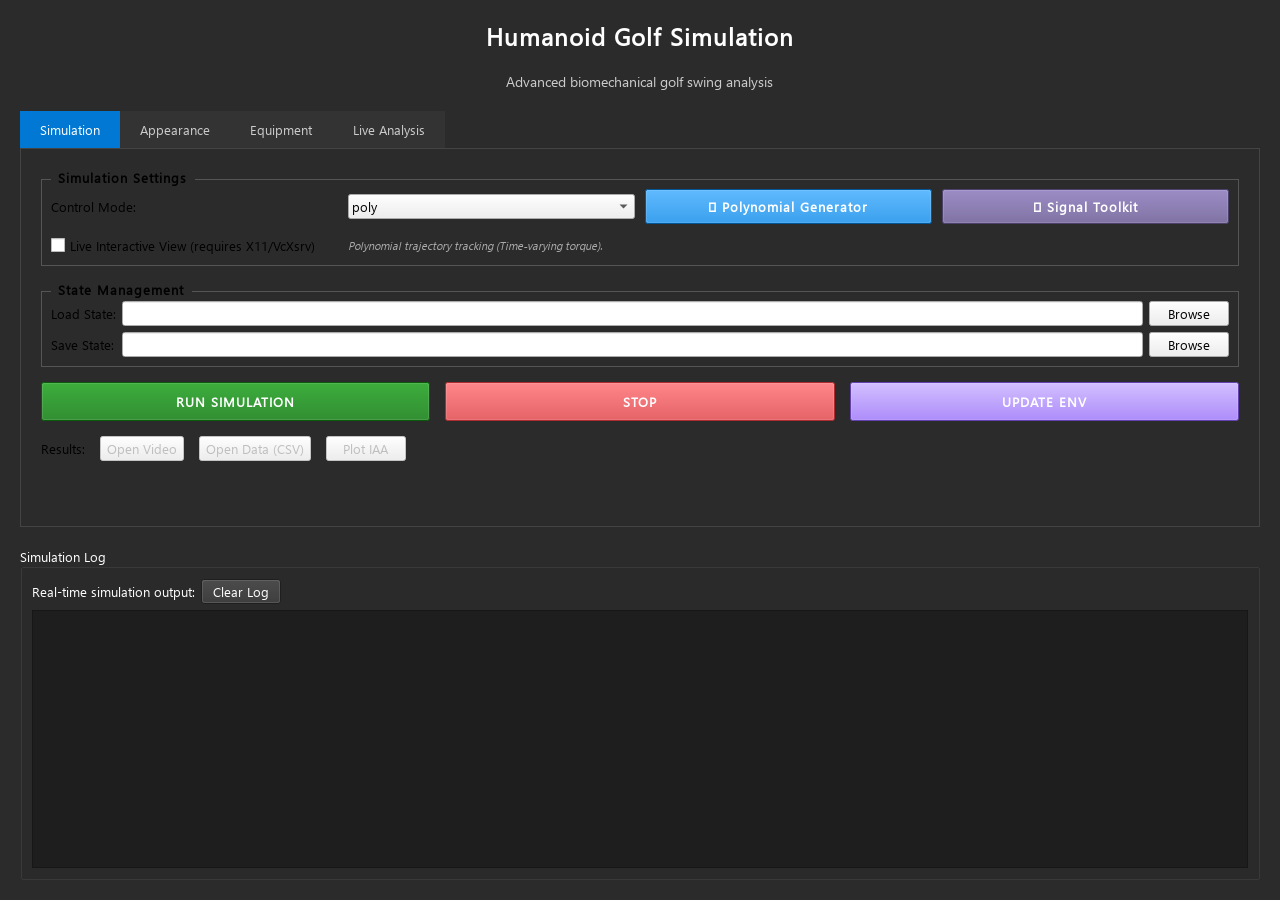 Humanoid Golf Simulation
Advanced biomechanical golf swing analysis
Simulation Appearance Equipment Live Analysis
Simulation Settings
Control Mode: poly Polynomial Generator Signal Toolkit
Live Interactive View (requires X11/VcXsrv) Polynomial trajectory tracking (Time-varying torque).
State Management
Load State: Browse
Save State: Browse
RUN SIMULATION STOP UPDATE ENV
Results: Open Video Open Data (CSV) Plot IAA
Simulation Log
Real-time simulation output: Clear Log